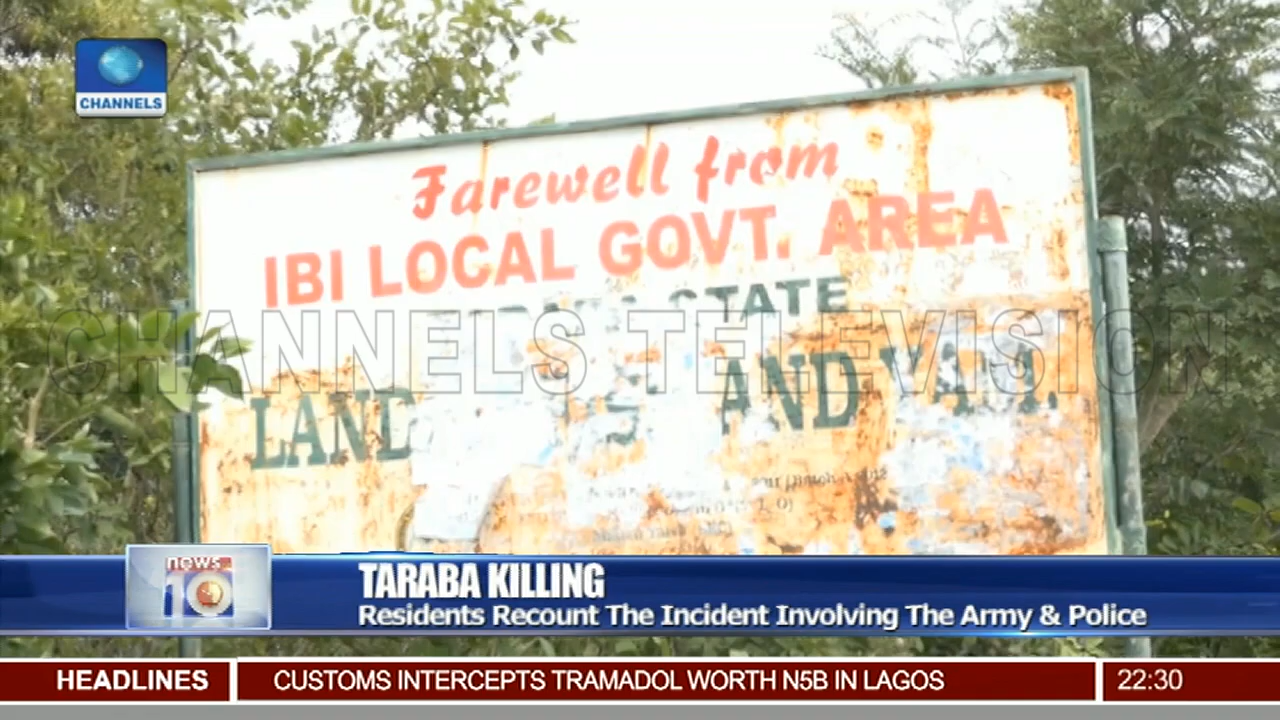 CHANNELS
Farewell from
IBI LOCAL GOVT. AREA
STATE
CHANNELS TELEVISION
LAND AND YAM.
news
10
TARABA KILLING
Residents Recount The Incident Involving The Army & Police
HEADLINES
CUSTOMS INTERCEPTS TRAMADOL WORTH N5B IN LAGOS
22:30